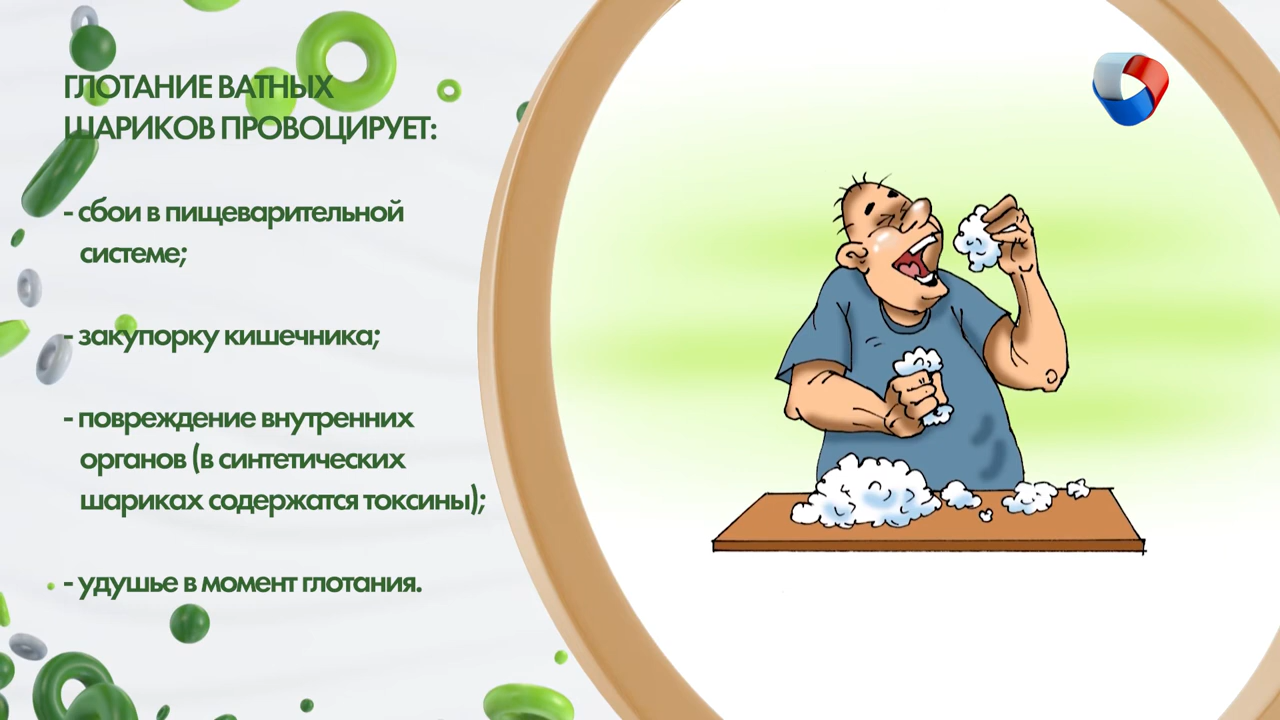 ГЛОТАНИЕ ВАТНЫХ
ШАРИКОВ ПРОВОЦИРУЕТ:
- сбои в пищеварительной
системе;
- закупорку кишечника;
- повреждение внутренних
органов (в синтетических
шариках содержатся токсины);
- удушье в момент глотания.